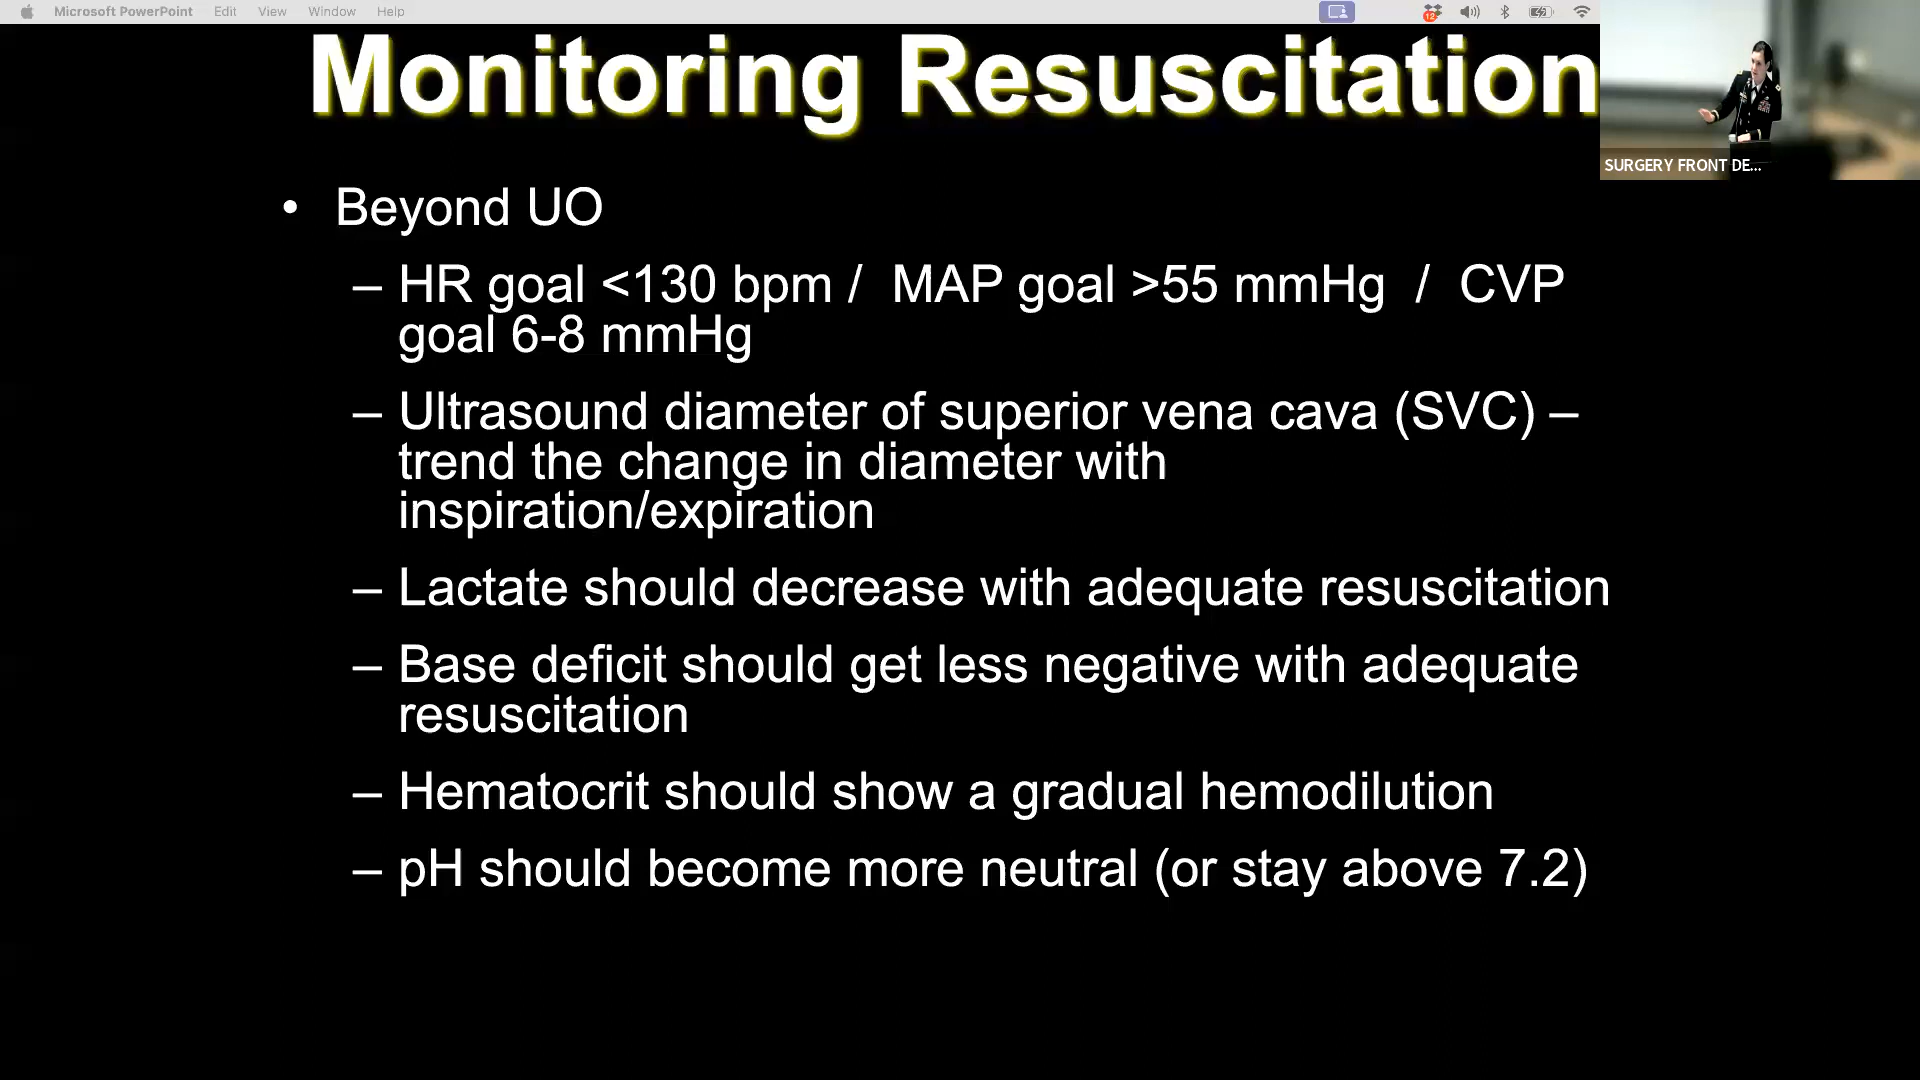 Microsoft PowerPoint Edit View Window Help
12
Monitoring Resuscitation
SURGERY FRONT DE...
• Beyond UO
– HR goal <130 bpm / MAP goal >55 mmHg / CVP
goal 6-8 mmHg
– Ultrasound diameter of superior vena cava (SVC) –
trend the change in diameter with
inspiration/expiration
– Lactate should decrease with adequate resuscitation
– Base deficit should get less negative with adequate
resuscitation
– Hematocrit should show a gradual hemodilution
– pH should become more neutral (or stay above 7.2)